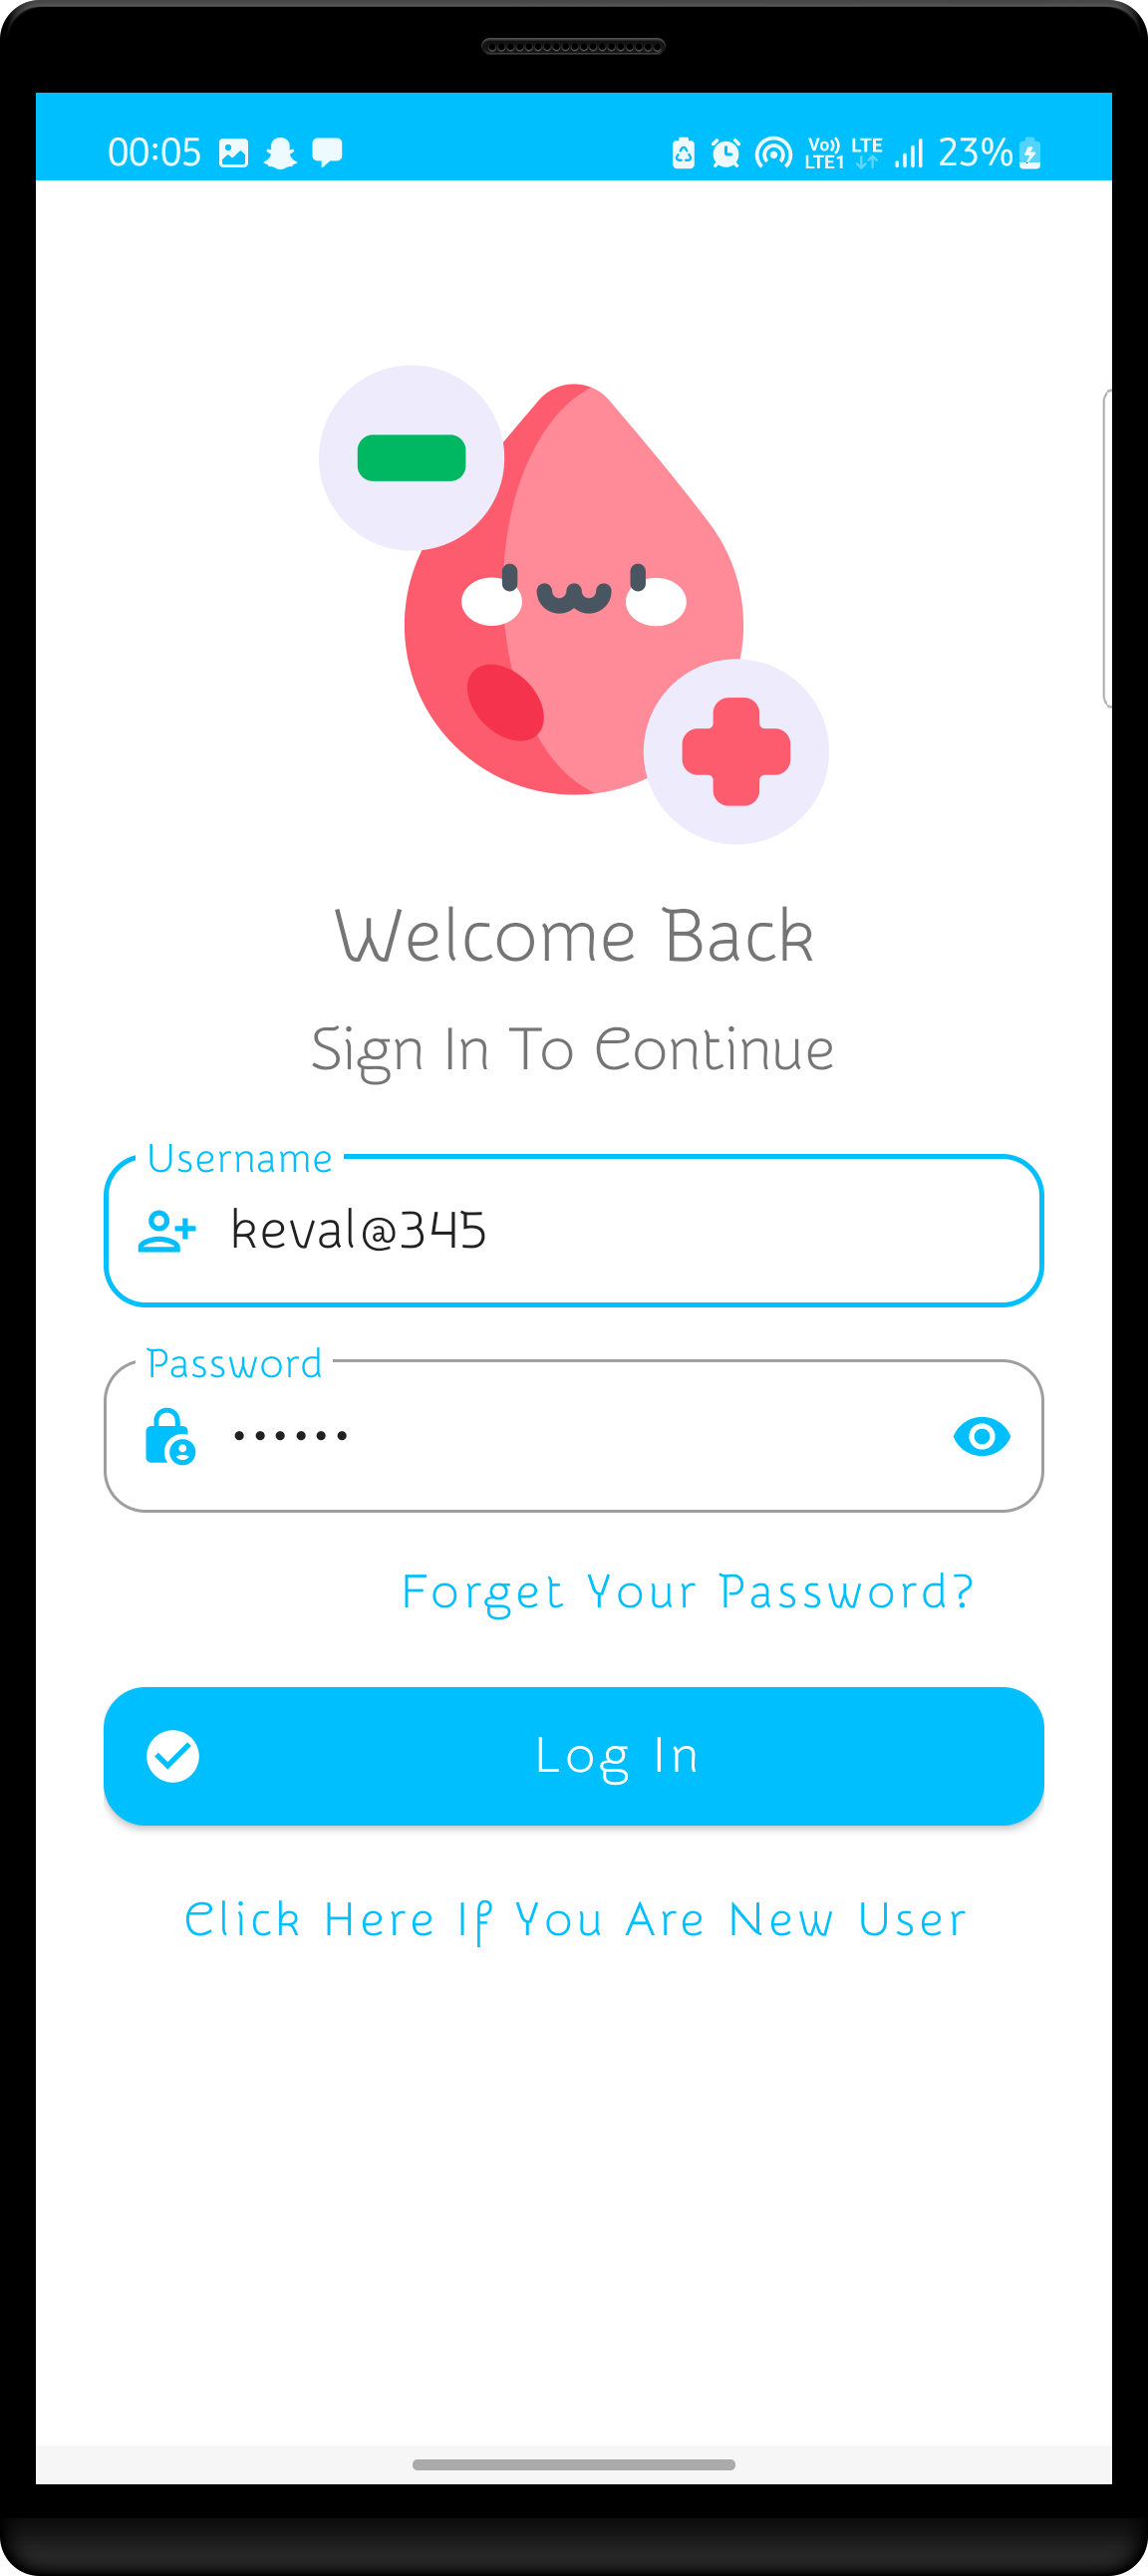 00:05 Vo)) LTE1 LTE 23%
Welcome Back
Sign In To Continue
Username
keval@345
Password
••••••
Forget Your Password?
Log In
Click Here If You Are New User